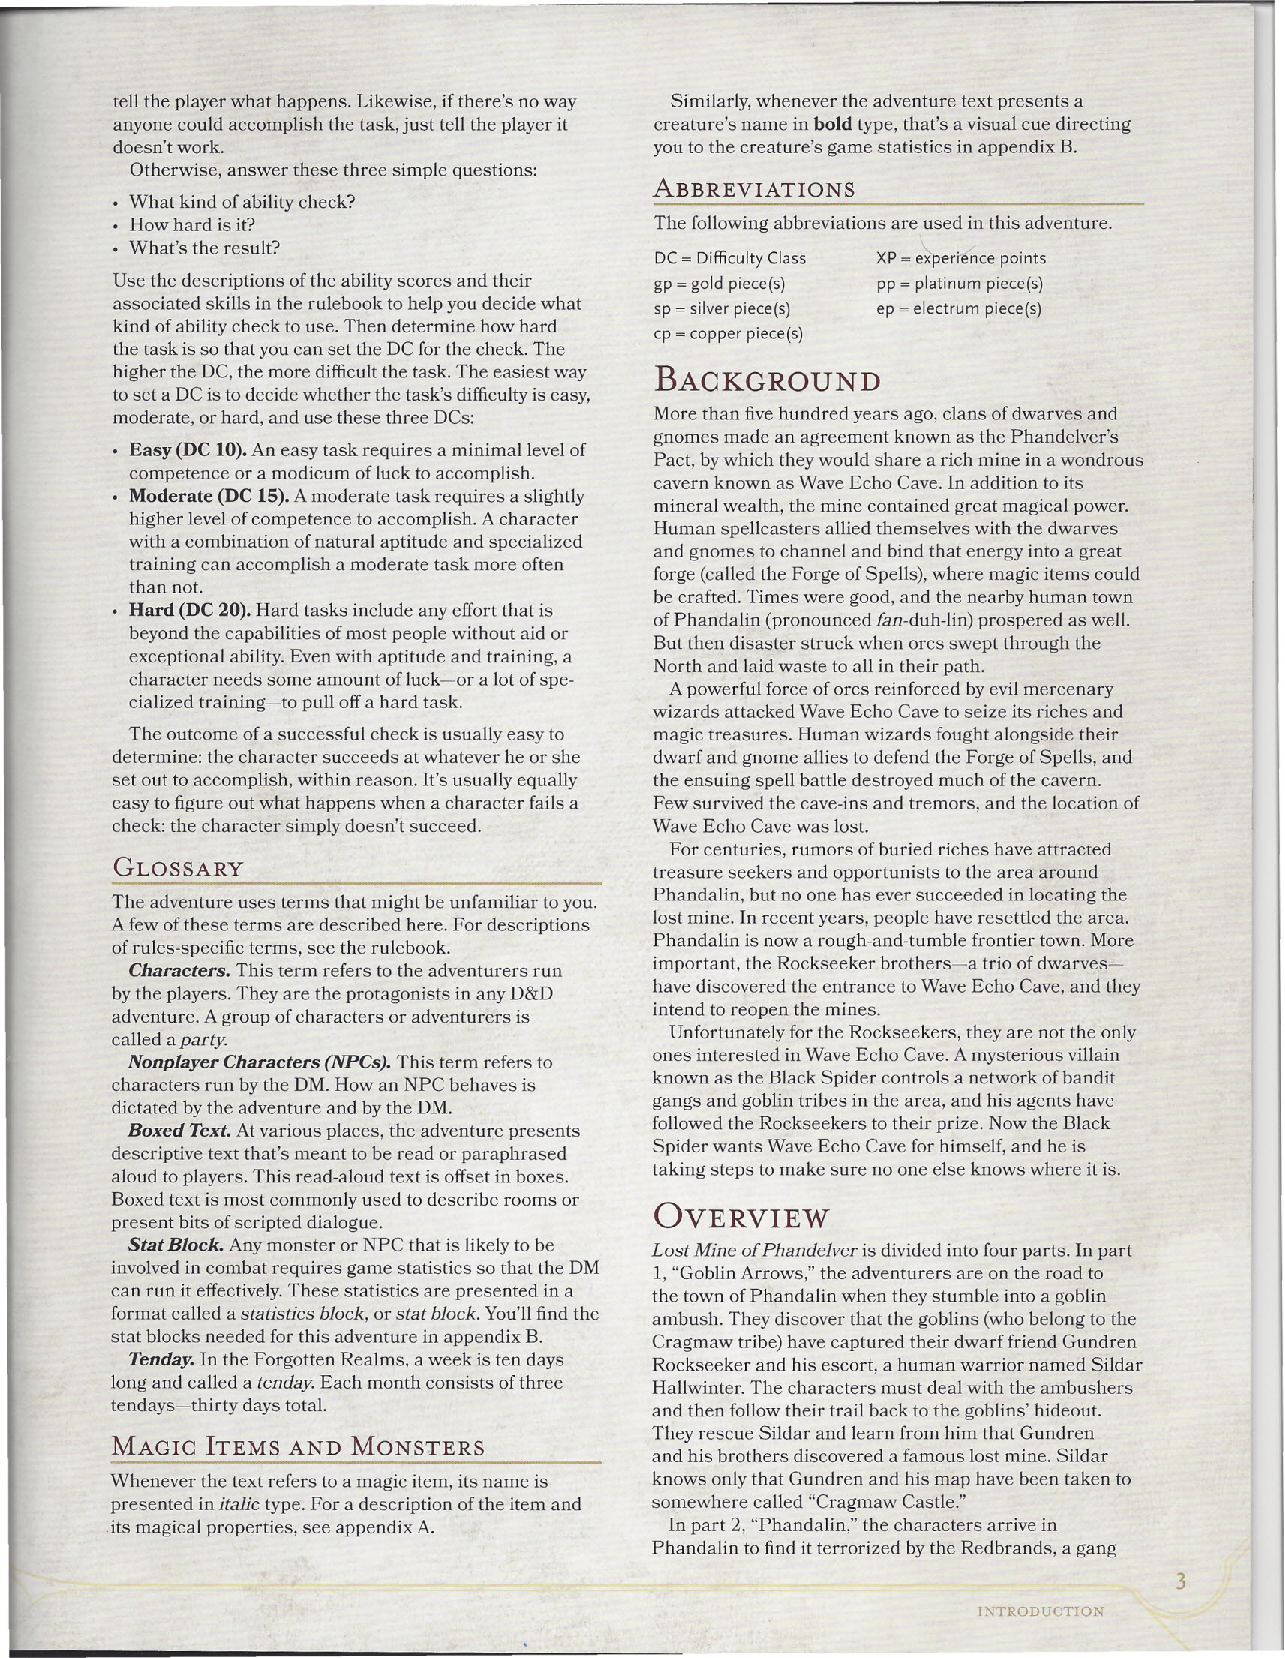 tell the player what happens. Likewise, if there's no way
anyone could accomplish the task, just tell the player it
doesn't work.
Otherwise, answer these three simple questions:
• What kind of ability check?
• How hard is it?
• What's the result?
Use the descriptions of the ability scores and their
associated skills in the rulebook to help you decide what
kind of ability check to use. Then determine how hard
the task is so that you can set the DC for the check. The
higher the DC, the more difficult the task. The easiest way
to set a DC is to decide whether the task's difficulty is easy,
moderate, or hard, and use these three DCs:
• Easy (DC 10). An easy task requires a minimal level of
competence or a modicum of luck to accomplish.
• Moderate (DC 15). A moderate task requires a slightly
higher level of competence to accomplish. A character
with a combination of natural aptitude and specialized
training can accomplish a moderate task more often
than not.
• Hard (DC 20). Hard tasks include any effort that is
beyond the capabilities of most people without aid or
exceptional ability. Even with aptitude and training, a
character needs some amount of luck—or a lot of spe-
cialized training—to pull off a hard task.
The outcome of a successful check is usually easy to
determine: the character succeeds at whatever he or she
set out to accomplish, within reason. It's usually equally
easy to figure out what happens when a character fails a
check: the character simply doesn't succeed.
GLOSSARY
The adventure uses terms that might be unfamiliar to you.
A few of these terms are described here. For descriptions
of rules-specific terms, see the rulebook.
Characters. This term refers to the adventurers run
by the players. They are the protagonists in any D&D
adventure. A group of characters or adventurers is
called a party.
Nonplayer Characters (NPCs). This term refers to
characters run by the DM. How an NPC behaves is
dictated by the adventure and by the DM.
Boxed Text. At various places, the adventure presents
descriptive text that's meant to be read or paraphrased
aloud to players. This read-aloud text is offset in boxes.
Boxed text is most commonly used to describe rooms or
present bits of scripted dialogue.
Stat Block. Any monster or NPC that is likely to be
involved in combat requires game statistics so that the DM
can run it effectively. These statistics are presented in a
format called a statistics block, or stat block. You'll find the
stat blocks needed for this adventure in appendix B.
Tenday. In the Forgotten Realms, a week is ten days
long and called a tenday. Each month consists of three
tendays—thirty days total.
MAGIC ITEMS AND MONSTERS
Whenever the text refers to a magic item, its name is
presented in italic type. For a description of the item and
its magical properties, see appendix A.
Similarly, whenever the adventure text presents a
creature's name in bold type, that's a visual cue directing
you to the creature's game statistics in appendix B.
ABBREVIATIONS
The following abbreviations are used in this adventure.
DC = Difficulty Class
gp = gold piece(s)
sp = silver piece(s)
cp = copper piece(s)
XP = experience points
pp = platinum piece(s)
ep = electrum piece(s)
BACKGROUND
More than five hundred years ago, clans of dwarves and
gnomes made an agreement known as the Phandelver's
Pact, by which they would share a rich mine in a wondrous
cavern known as Wave Echo Cave. In addition to its
mineral wealth, the mine contained great magical power.
Human spellcasters allied themselves with the dwarves
and gnomes to channel and bind that energy into a great
forge (called the Forge of Spells), where magic items could
be crafted. Times were good, and the nearby human town
of Phandalin (pronounced fan-duh-lin) prospered as well.
But then disaster struck when orcs swept through the
North and laid waste to all in their path.
A powerful force of orcs reinforced by evil mercenary
wizards attacked Wave Echo Cave to seize its riches and
magic treasures. Human wizards fought alongside their
dwarf and gnome allies to defend the Forge of Spells, and
the ensuing spell battle destroyed much of the cavern.
Few survived the cave-ins and tremors, and the location of
Wave Echo Cave was lost.
For centuries, rumors of buried riches have attracted
treasure seekers and opportunists to the area around
Phandalin, but no one has ever succeeded in locating the
lost mine. In recent years, people have resettled the area.
Phandalin is now a rough-and-tumble frontier town. More
important, the Rockseeker brothers—a trio of dwarves—
have discovered the entrance to Wave Echo Cave, and they
intend to reopen the mines.
Unfortunately for the Rockseekers, they are not the only
ones interested in Wave Echo Cave. A mysterious villain
known as the Black Spider controls a network of bandit
gangs and goblin tribes in the area, and his agents have
followed the Rockseekers to their prize. Now the Black
Spider wants Wave Echo Cave for himself, and he is
taking steps to make sure no one else knows where it is.
OVERVIEW
Lost Mine of Phandelver is divided into four parts. In part
1, “Goblin Arrows,” the adventurers are on the road to
the town of Phandalin when they stumble into a goblin
ambush. They discover that the goblins (who belong to the
Cragmaw tribe) have captured their dwarf friend Gundren
Rockseeker and his escort, a human warrior named Sildar
Hallwinter. The characters must deal with the ambushers
and then follow their trail back to the goblins' hideout.
They rescue Sildar and learn from him that Gundren
and his brothers discovered a famous lost mine. Sildar
knows only that Gundren and his map have been taken to
somewhere called “Cragmaw Castle.”
In part 2, “Phandalin,” the characters arrive in
Phandalin to find it terrorized by the Redbrands, a gang
3
INTRODUCTION